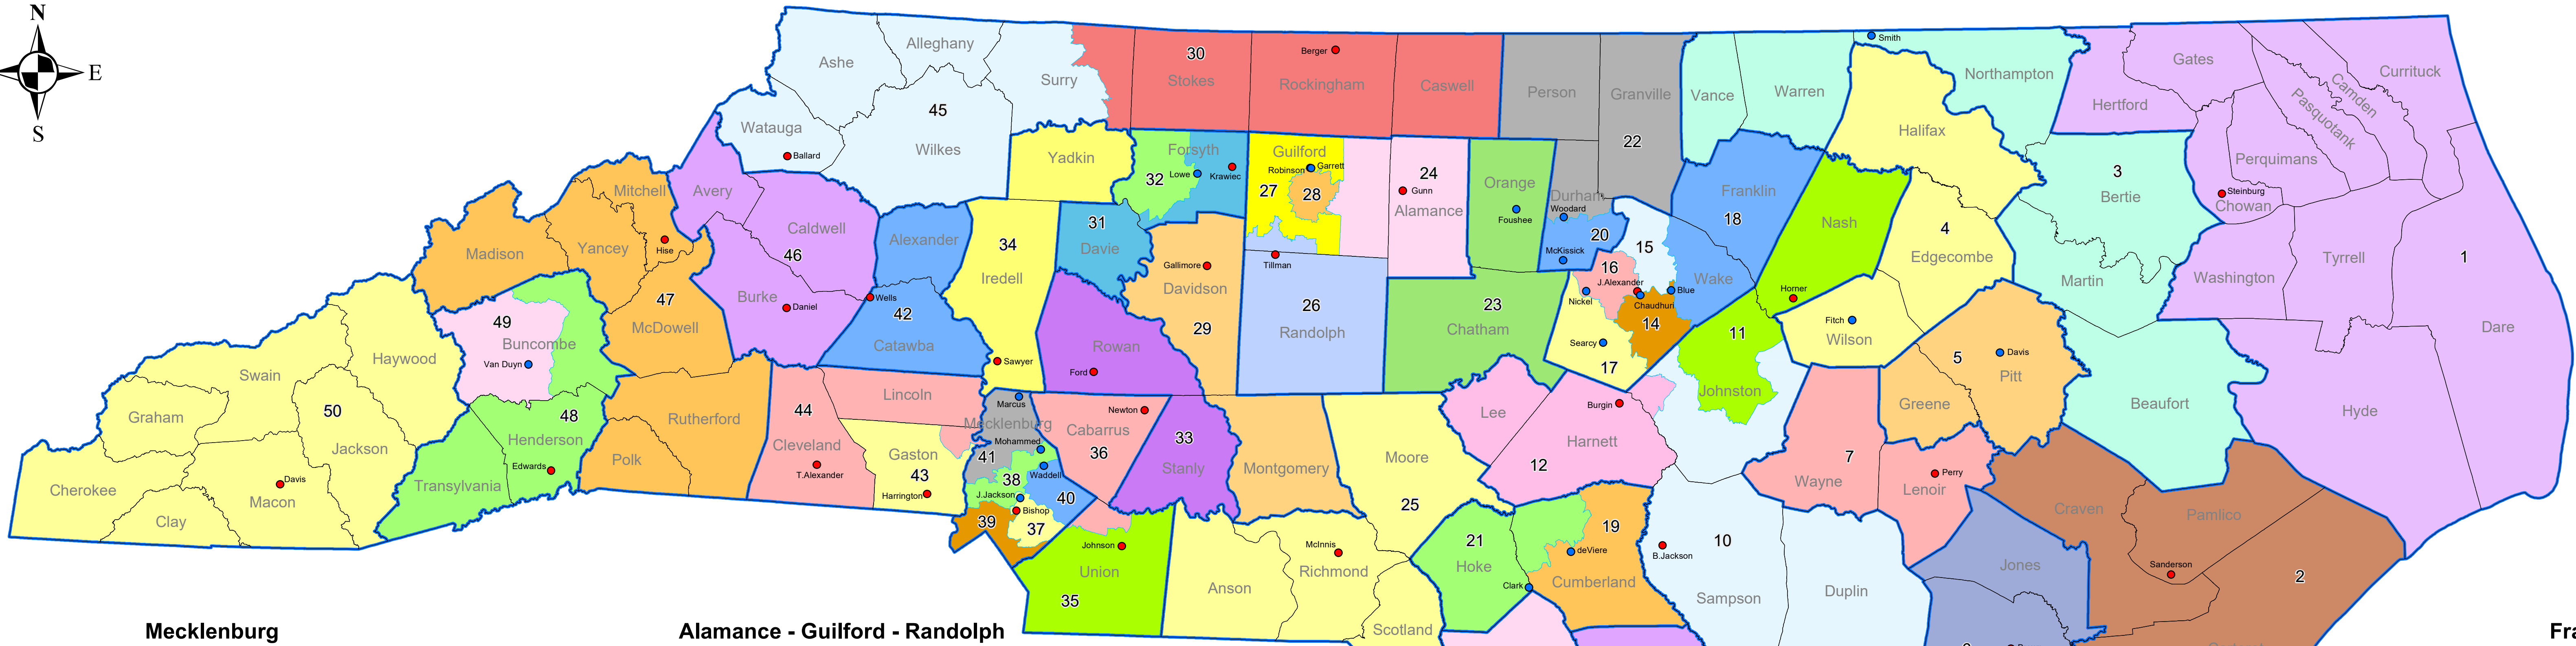 N
E
S
Ashe
Alleghany
Surry
45
Wilkes
Watauga
Ballard
30
Stokes
Berger
Rockingham
Caswell
Person
Granville
22
Vance
Warren
Smith
Northampton
Halifax
Gates
Hertford
Camden
Pasquotank
Currituck
Perquimans
Steinburg
Chowan
3
Bertie
Martin
Washington
Tyrrell
1
Dare
Hyde
Beaufort
Yadkin
Forsyth
32
Lowe
Krawiec
Guilford
Robinson
Garrett
27
28
24
Gunn
Alamance
Orange
Foushee
Durham
Woodard
20
McKissick
15
16
J.Alexander
Nickel
Chaudhuri
Blue
14
Searcy
17
Wake
Franklin
18
Nash
Horner
4
Edgecombe
Fitch
Wilson
11
Johnston
5
Davis
Pitt
Greene
Mitchell
Avery
Caldwell
46
Burke
Daniel
Madison
Yancey
Hise
47
McDowell
Alexander
Wells
42
Catawba
34
Iredell
Sawyer
31
Davie
Gallimore
Davidson
29
Tillman
26
Randolph
23
Chatham
Rowan
Ford
49
Buncombe
Van Duyn
Haywood
Swain
Graham
50
Jackson
Cherokee
Clay
Macon
Davis
48
Henderson
Edwards
Transylvania
Rutherford
Polk
44
Cleveland
T.Alexander
Lincoln
Gaston
43
Harrington
Marcus
Mecklenburg
Mohammed
41
38
Waddell
J.Jackson
40
Bishop
39
37
Newton
Cabarrus
36
33
Stanly
Montgomery
Moore
25
Lee
Burgin
Harnett
12
7
Wayne
Perry
Lenoir
Craven
Pamlico
Sanderson
2
Jones
Johnson
Union
35
Anson
McInnis
Richmond
Scotland
21
Hoke
Clark
19
deViere
Cumberland
B.Jackson
10
Sampson
Duplin
Mecklenburg
Alamance - Guilford - Randolph